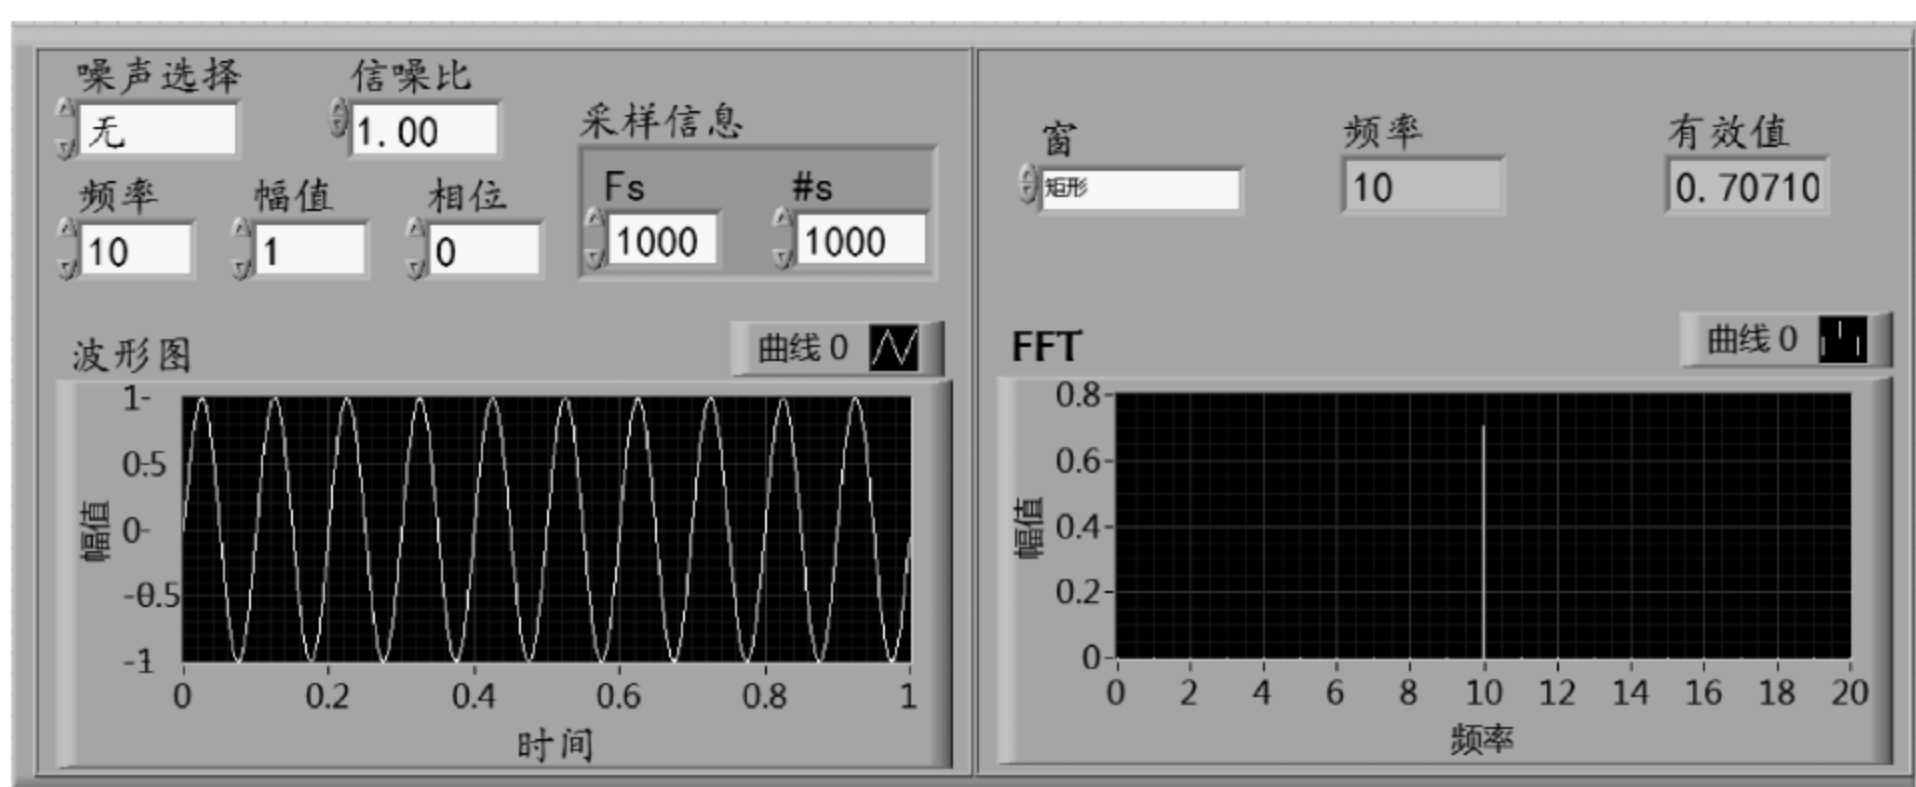 噪声选择
信噪比
无
1.00
采样信息
频率
幅值
相位
Fs
#s
10
1
0
1000
1000
波形图
曲线 0
1
0.5
0
-0.5
-1
幅值
0
0.2
0.4
0.6
0.8
1
时间
窗
频率
有效值
矩形
10
0.70710
FFT
曲线 0
0.8
0.6
0.4
0.2
0
幅值
0
2
4
6
8
10
12
14
16
18
20
频率